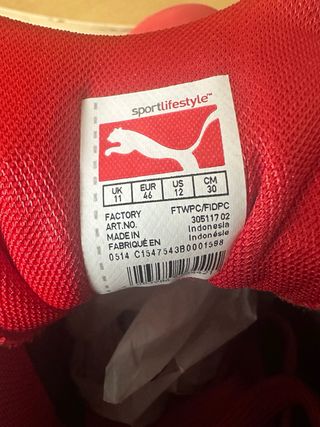 sportlifestyle™
UK EUR US CM
11 46 12 30
FACTORY FTWPC/FIDPC
ART.NO. 305117 02
MADE IN Indonesia
FABRIQUÉ EN Indonésie
0514 C1547543B0001598